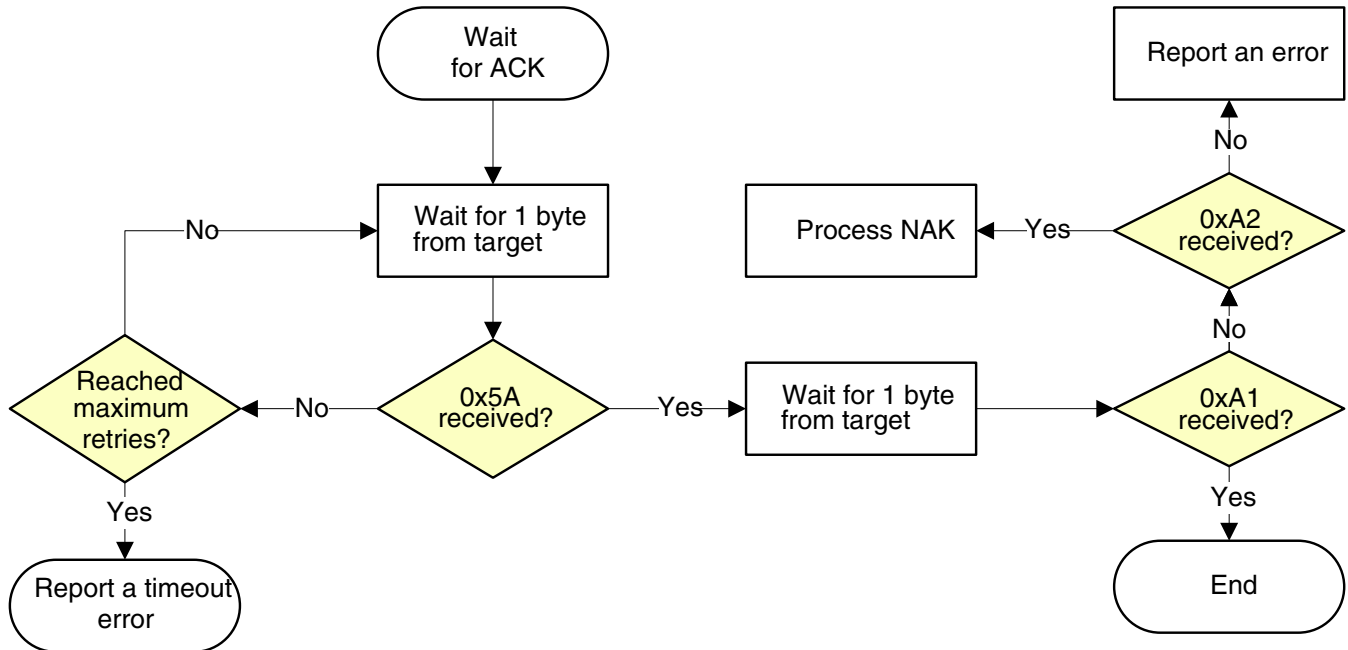 Wait
for ACK
Report an error
No
Wait for 1 byte
from target
No
Process NAK
Yes
0xA2
received?
No
Reached
maximum
retries?
No
0x5A
received?
Yes
Wait for 1 byte
from target
0xA1
received?
Yes
Yes
Report a timeout
error
End